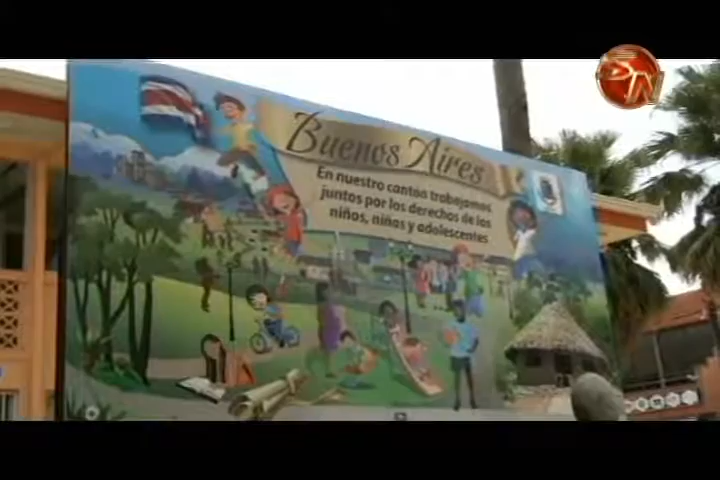 Buenos Aires
En nuestro cantón trabajamos
juntos por los derechos de los
niños, niñas y adolescentes